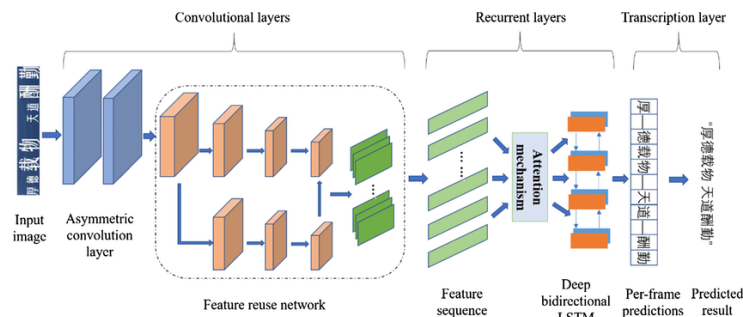 Convolutional layers
Recurrent layers
Transcription layer
厚德 载物 天道 酬勤
Attention
mechanism
厚—德载物—天道—酬勤
"厚德载物 天道酬勤"
Input
image
Asymmetric
convolution
layer
Feature reuse network
Feature
sequence
Deep
bidirectional
LSTM
Per-frame
predictions
Predicted
result